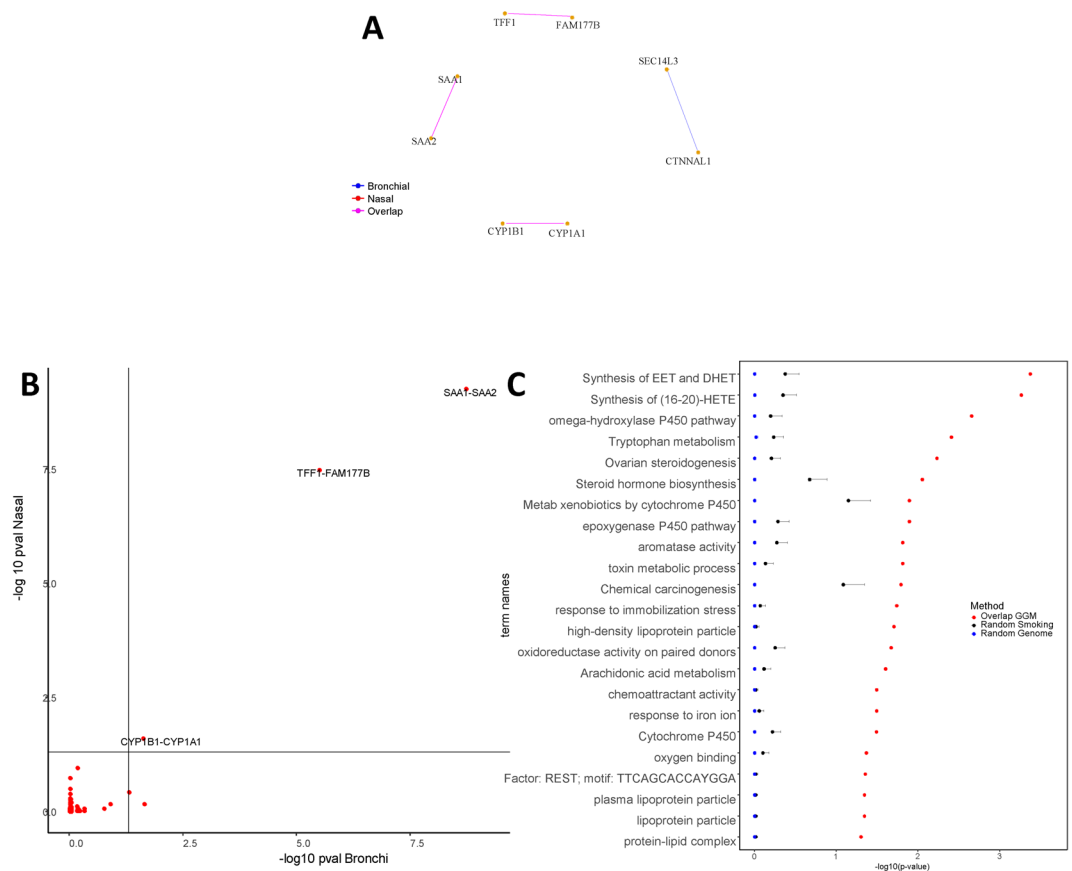 A
TFF1
FAM177B
SEC14L3
SAA1
SAA2
CTNNAL1
Bronchial
Nasal
Overlap
CYP1B1
CYP1A1
B
SAA1-SAA2
TFF1-FAM177B
CYP1B1-CYP1A1
-log 10 pval Nasal
7.5
5.0
2.5
0.0
0.0
2.5
5.0
7.5
-log10 pval Bronchi
C
term names
Synthesis of EET and DHET
Synthesis of (16-20)-HETE
omega-hydroxylase P450 pathway
Tryptophan metabolism
Ovarian steroidogenesis
Steroid hormone biosynthesis
Metab xenobiotics by cytochrome P450
epoxygenase P450 pathway
aromatase activity
toxin metabolic process
Chemical carcinogenesis
response to immobilization stress
high-density lipoprotein particle
oxidoreductase activity on paired donors
Arachidonic acid metabolism
chemoattractant activity
response to iron ion
Cytochrome P450
oxygen binding
Factor: REST; motif: TTCAGCACCAYGGA
plasma lipoprotein particle
lipoprotein particle
protein-lipid complex
Method
Overlap GGM
Random Smoking
Random Genome
0
1
2
3
-log10(p-value)